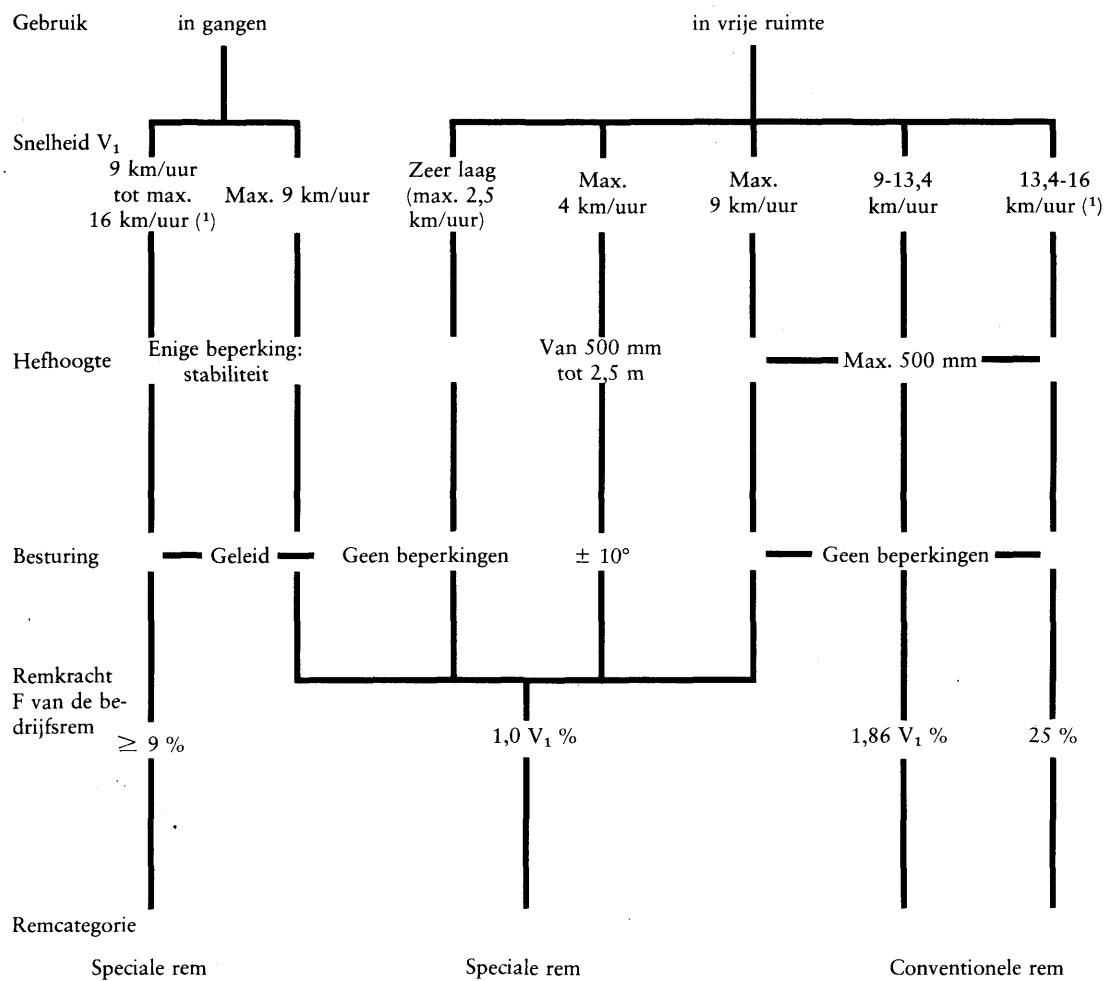 Gebruik
in gangen
in vrije ruimte
Snelheid V₁
9 km/uur
tot max.
16 km/uur (¹)
Max. 9 km/uur
Zeer laag
(max. 2,5
km/uur)
Max.
4 km/uur
Max.
9 km/uur
9-13,4
km/uur
13,4-16
km/uur (¹)
Hefhoogte
Enige beperking:
stabiliteit
Van 500 mm
tot 2,5 m
Max. 500 mm
Besturing
Geleid
Geen beperkingen
± 10°
Geen beperkingen
Remkracht
F van de be-
drijfsrem
≥ 9 %
1,0 V₁ %
1,86 V₁ %
25 %
Remcategorie
Speciale rem
Speciale rem
Conventionele rem